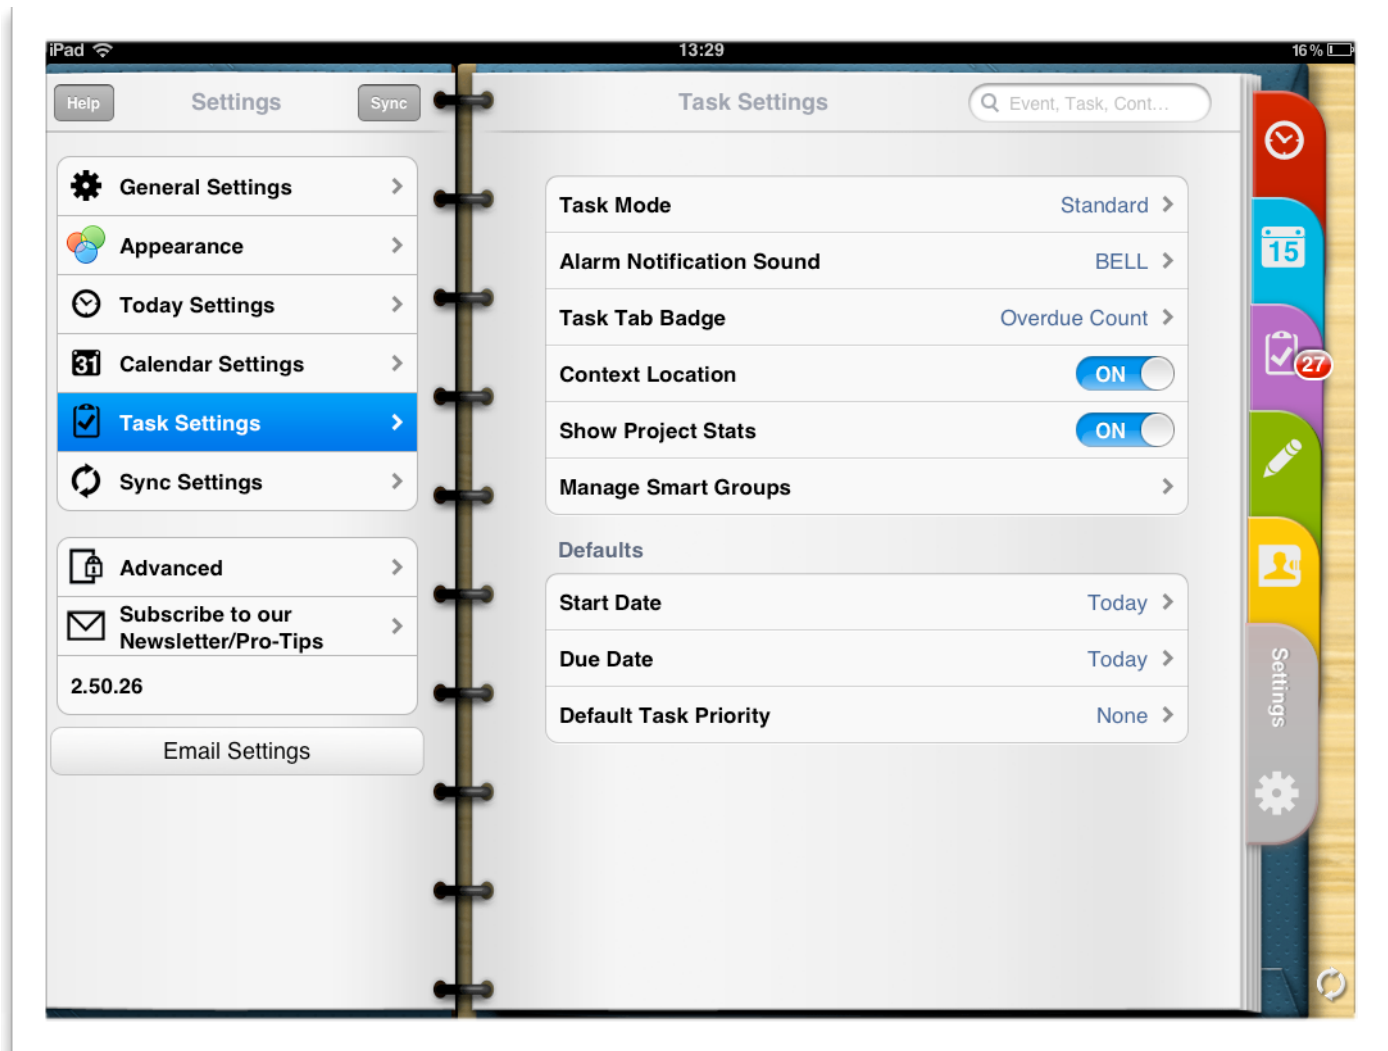 iPad 13:29 16%
Help Settings Sync
General Settings
Appearance
Today Settings
31 Calendar Settings
Task Settings
Sync Settings
Advanced
Subscribe to our
Newsletter/Pro-Tips
2.50.26
Email Settings
Task Settings Event, Task, Cont...
Task Mode Standard
Alarm Notification Sound BELL
Task Tab Badge Overdue Count
Context Location ON
Show Project Stats ON
Manage Smart Groups
Defaults
Start Date Today
Due Date Today
Default Task Priority None
15
27
Settings